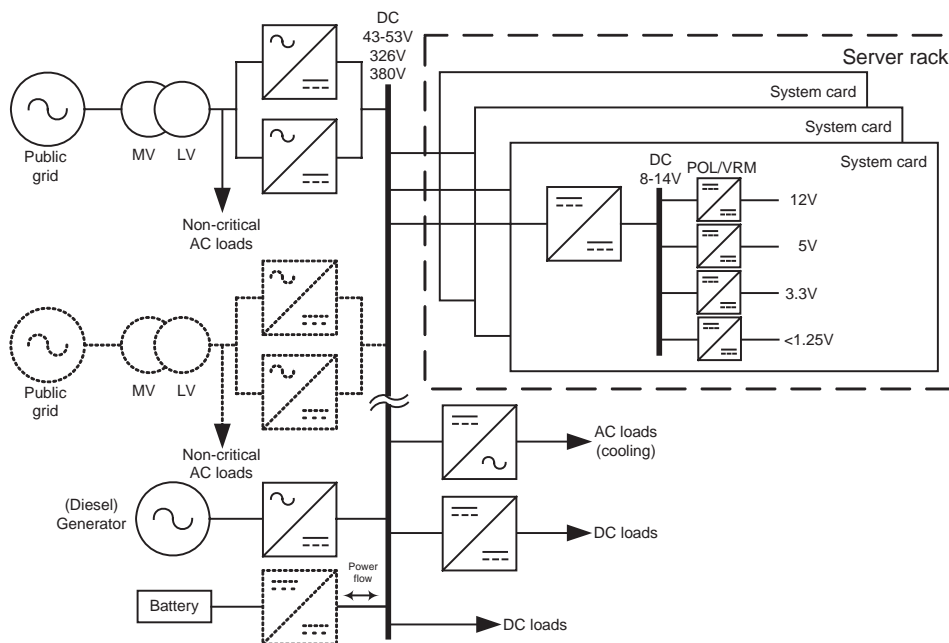 DC
43-53V
326V
380V
Server rack
System card
System card
System card
Public
grid
MV
LV
Non-critical
AC loads
DC
8-14V
POL/VRM
12V
5V
3.3V
<1.25V
Public
grid
MV
LV
Non-critical
AC loads
AC loads
(cooling)
(Diesel)
Generator
DC loads
Power
flow
Battery
DC loads